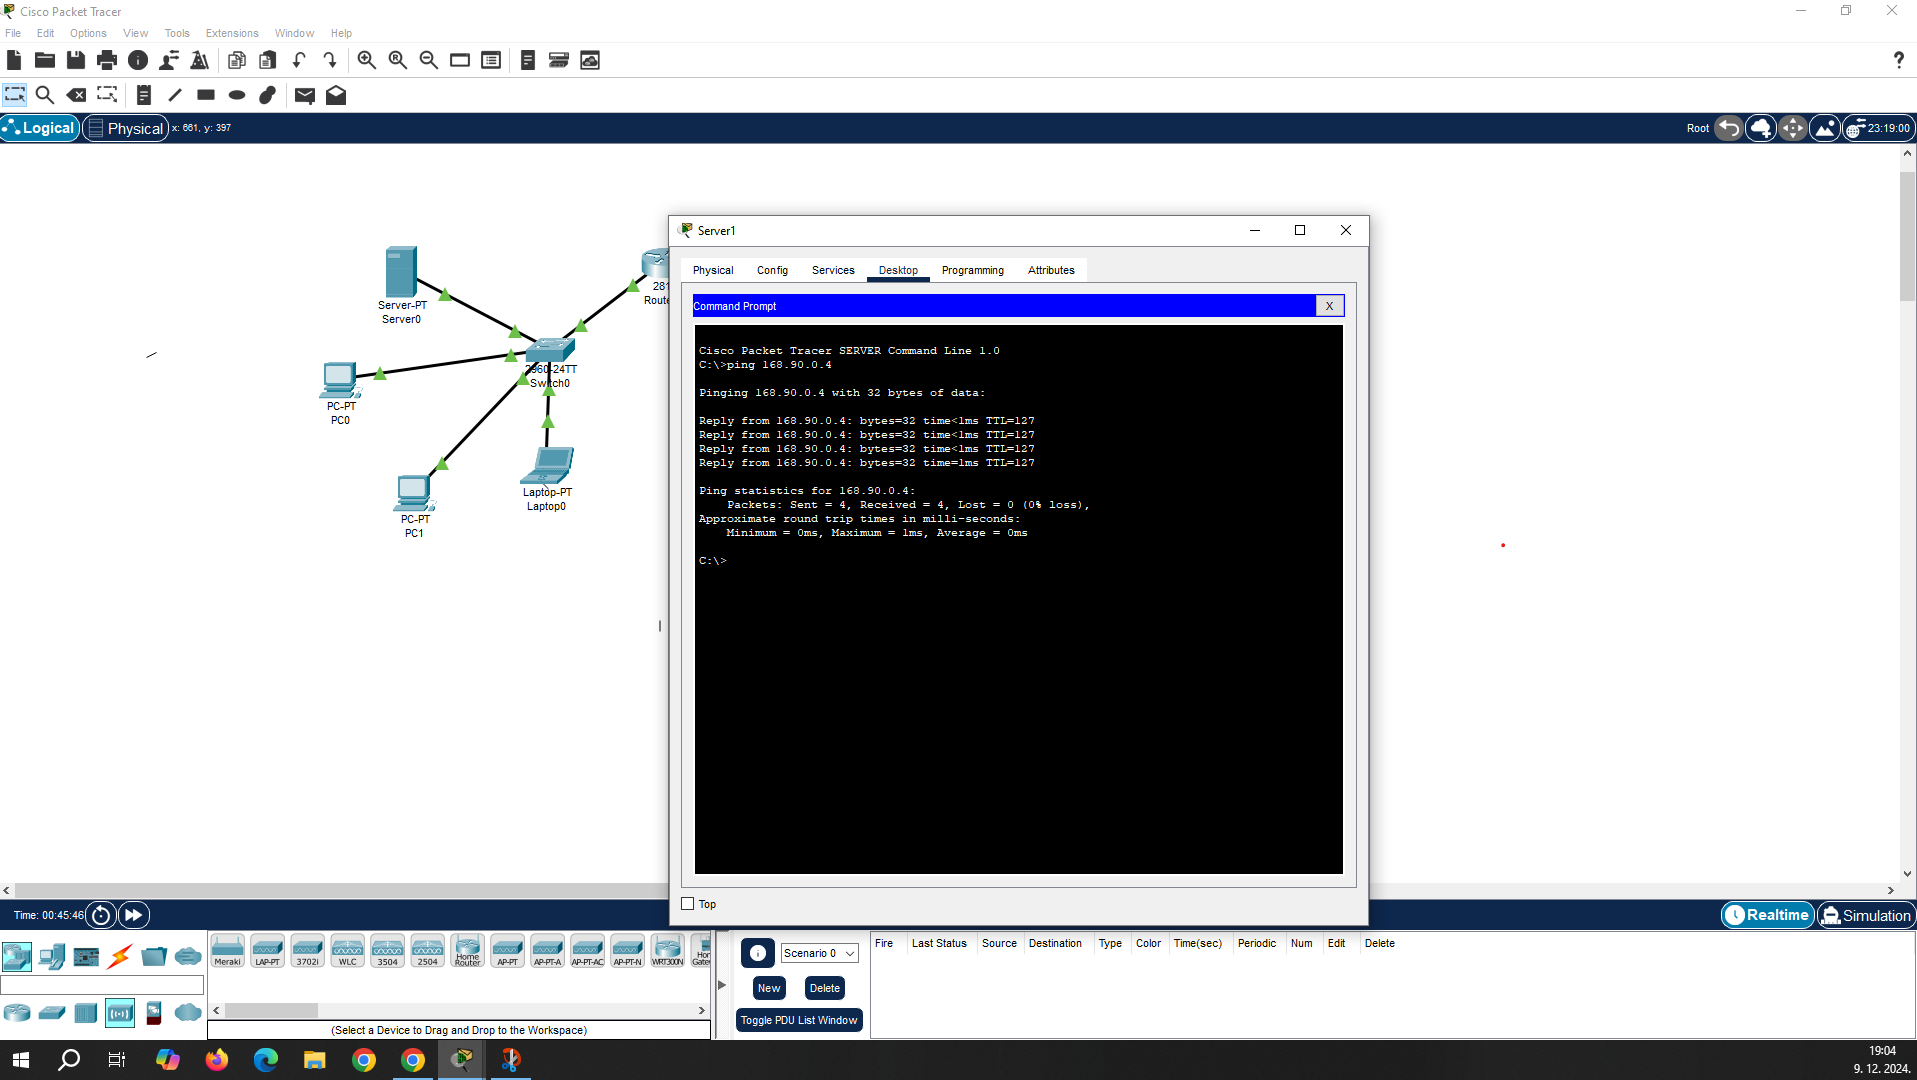 Cisco Packet Tracer
File Edit Options View Tools Extensions Window Help
Logical Physical x: 661, y: 397 Root 23:19:00
Server-PT
Server0
281
Route
2960-24TT
Switch0
PC-PT
PC0
Laptop-PT
Laptop0
PC-PT
PC1
Server1
Physical Config Services Desktop Programming Attributes
Command Prompt X
Cisco Packet Tracer SERVER Command Line 1.0
C:\>ping 168.90.0.4
Pinging 168.90.0.4 with 32 bytes of data:
Reply from 168.90.0.4: bytes=32 time<1ms TTL=127
Reply from 168.90.0.4: bytes=32 time<1ms TTL=127
Reply from 168.90.0.4: bytes=32 time<1ms TTL=127
Reply from 168.90.0.4: bytes=32 time=1ms TTL=127
Ping statistics for 168.90.0.4:
Packets: Sent = 4, Received = 4, Lost = 0 (0% loss),
Approximate round trip times in milli-seconds:
Minimum = 0ms, Maximum = 1ms, Average = 0ms
C:\>
Top
Time: 00:45:46 Realtime Simulation
Meraki LAP-PT 3702i WLC 3504 2504 Home Router AP-PT AP-PT-A AP-PT-AC AP-PT-N WRT300N Hom Gatew
(Select a Device to Drag and Drop to the Workspace)
Scenario 0
New Delete
Toggle PDU List Window
Fire Last Status Source Destination Type Color Time(sec) Periodic Num Edit Delete
19:04
9. 12. 2024.